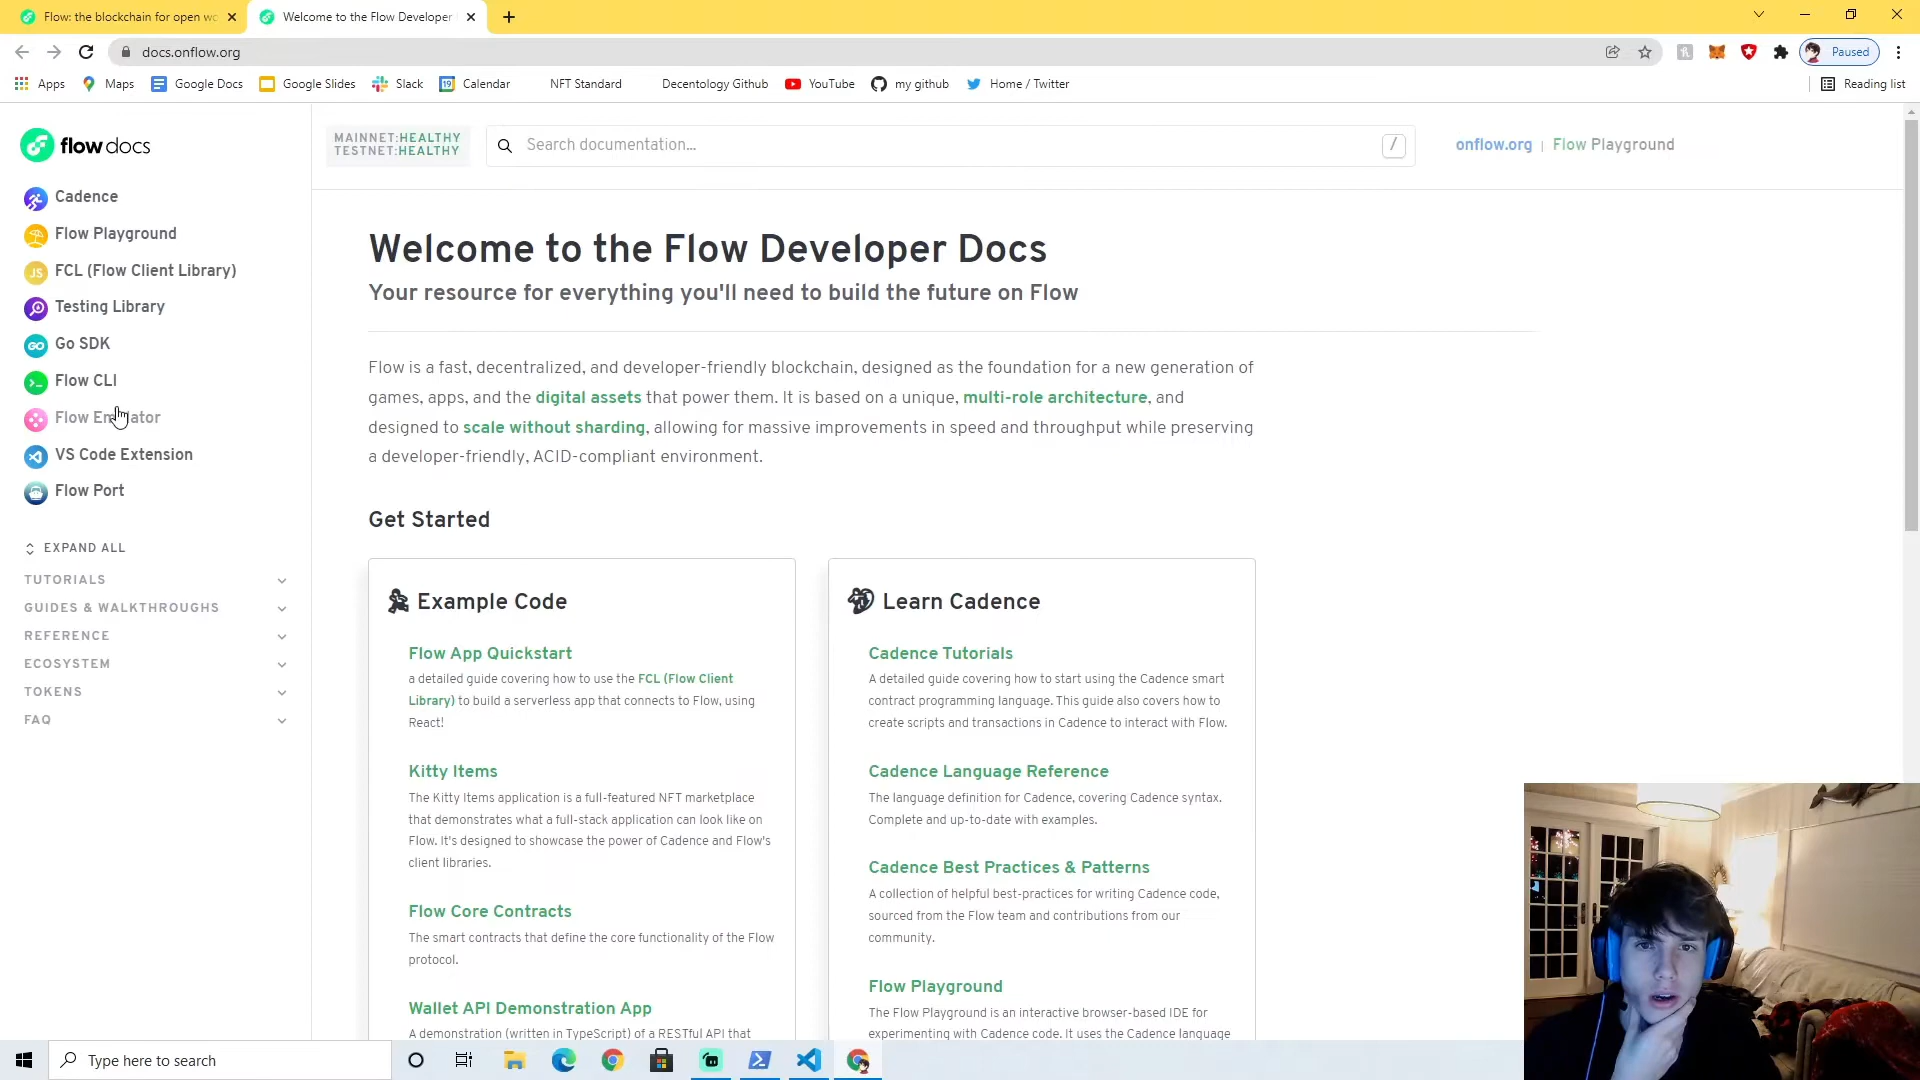 Flow: the blockchain for open wo
Welcome to the Flow Developer
docs.onflow.org
Paused
Apps
Maps
Google Docs
Google Slides
Slack
Calendar
NFT Standard
Decentology Github
YouTube
my github
Home / Twitter
Reading list
flow docs
MAINNET:HEALTHY
TESTNET:HEALTHY
Search documentation...
/
onflow.org | Flow Playground
Cadence
Flow Playground
JS
FCL (Flow Client Library)
Testing Library
GO
Go SDK
Flow CLI
Flow Emulator
VS Code Extension
Flow Port
EXPAND ALL
TUTORIALS
GUIDES & WALKTHROUGHS
REFERENCE
ECOSYSTEM
TOKENS
FAQ
Welcome to the Flow Developer Docs
Your resource for everything you'll need to build the future on Flow
Flow is a fast, decentralized, and developer-friendly blockchain, designed as the foundation for a new generation of
games, apps, and the digital assets that power them. It is based on a unique, multi-role architecture, and
designed to scale without sharding, allowing for massive improvements in speed and throughput while preserving
a developer-friendly, ACID-compliant environment.
Get Started
Example Code
Flow App Quickstart
a detailed guide covering how to use the FCL (Flow Client
Library) to build a serverless app that connects to Flow, using
React!
Kitty Items
The Kitty Items application is a full-featured NFT marketplace
that demonstrates what a full-stack application can look like on
Flow. It's designed to showcase the power of Cadence and Flow's
client libraries.
Flow Core Contracts
The smart contracts that define the core functionality of the Flow
protocol.
Wallet API Demonstration App
A demonstration (written in TypeScript) of a RESTful API that
Learn Cadence
Cadence Tutorials
A detailed guide covering how to start using the Cadence smart
contract programming language. This guide also covers how to
create scripts and transactions in Cadence to interact with Flow.
Cadence Language Reference
The language definition for Cadence, covering Cadence syntax.
Complete and up-to-date with examples.
Cadence Best Practices & Patterns
A collection of helpful best-practices for writing Cadence code,
sourced from the Flow team and contributions from our
community.
Flow Playground
The Flow Playground is an interactive browser-based IDE for
experimenting with Cadence code. It uses the Cadence language
Type here to search